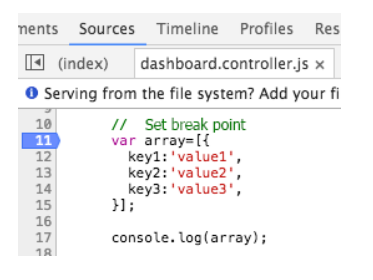 ments Sources Timeline Profiles Res
(index) dashboard.controller.js ×
Serving from the file system? Add your fi
9
10 // Set break point
11 var array=[{
12 key1:'value1',
13 key2:'value2',
14 key3:'value3',
15 }];
16
17 console.log(array);
18